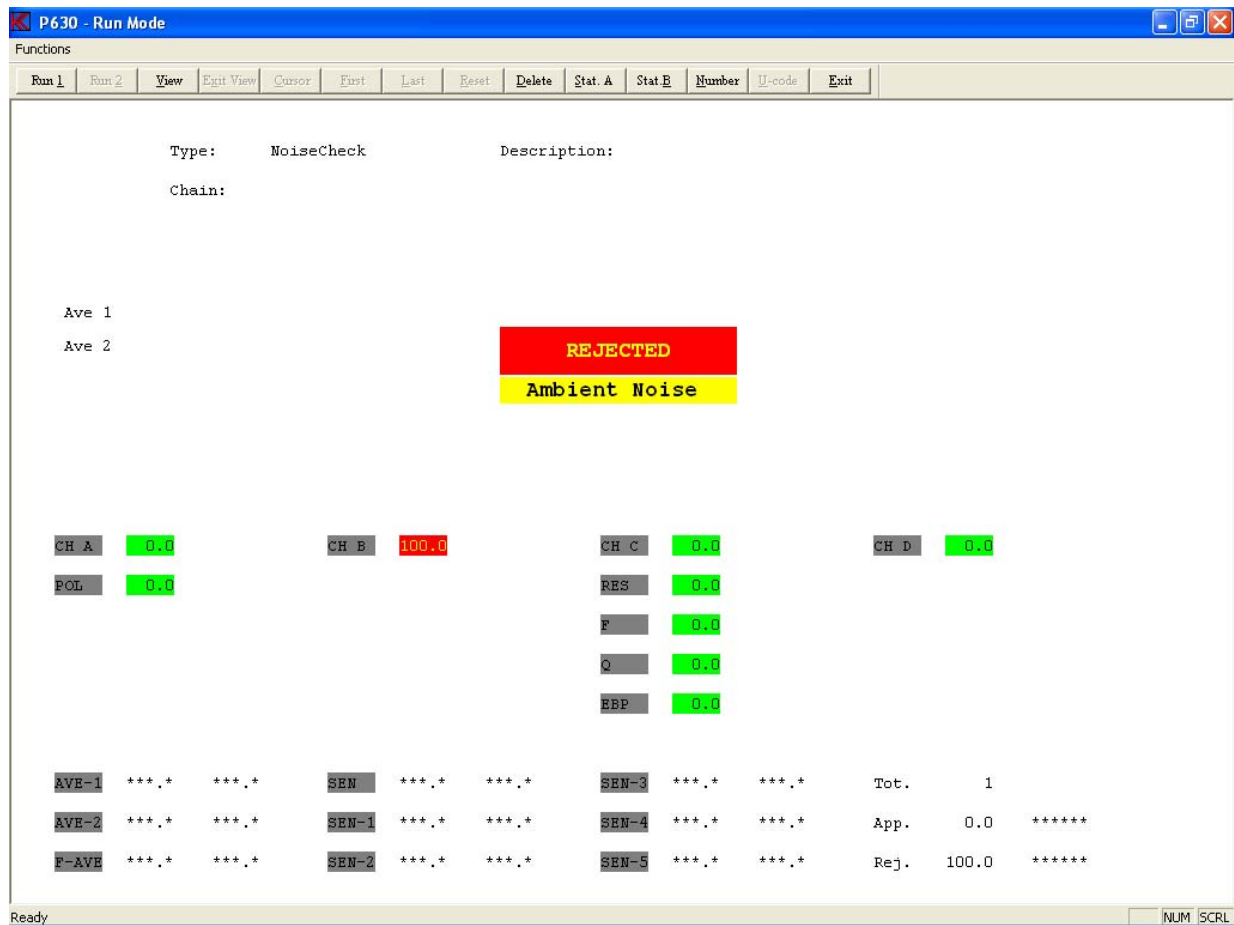 P630 - Run Mode
Functions
Run 1 Run 2 View Exit View Cursor First Last Reset Delete Stat. A Stat.B Number U-code Exit
Type: NoiseCheck Description:
Chain:
Ave 1
Ave 2
REJECTED
Ambient Noise
CH A 0.0 CH B 100.0 CH C 0.0 CH D 0.0
POL 0.0 RES 0.0
F 0.0
Q 0.0
EBP 0.0
AVE-1 ***.* ***.* SEN ***.* ***.* SEN-3 ***.* ***.* Tot. 1
AVE-2 ***.* ***.* SEN-1 ***.* ***.* SEN-4 ***.* ***.* App. 0.0 ******
F-AVE ***.* ***.* SEN-2 ***.* ***.* SEN-5 ***.* ***.* Rej. 100.0 ******
Ready NUM SCRL